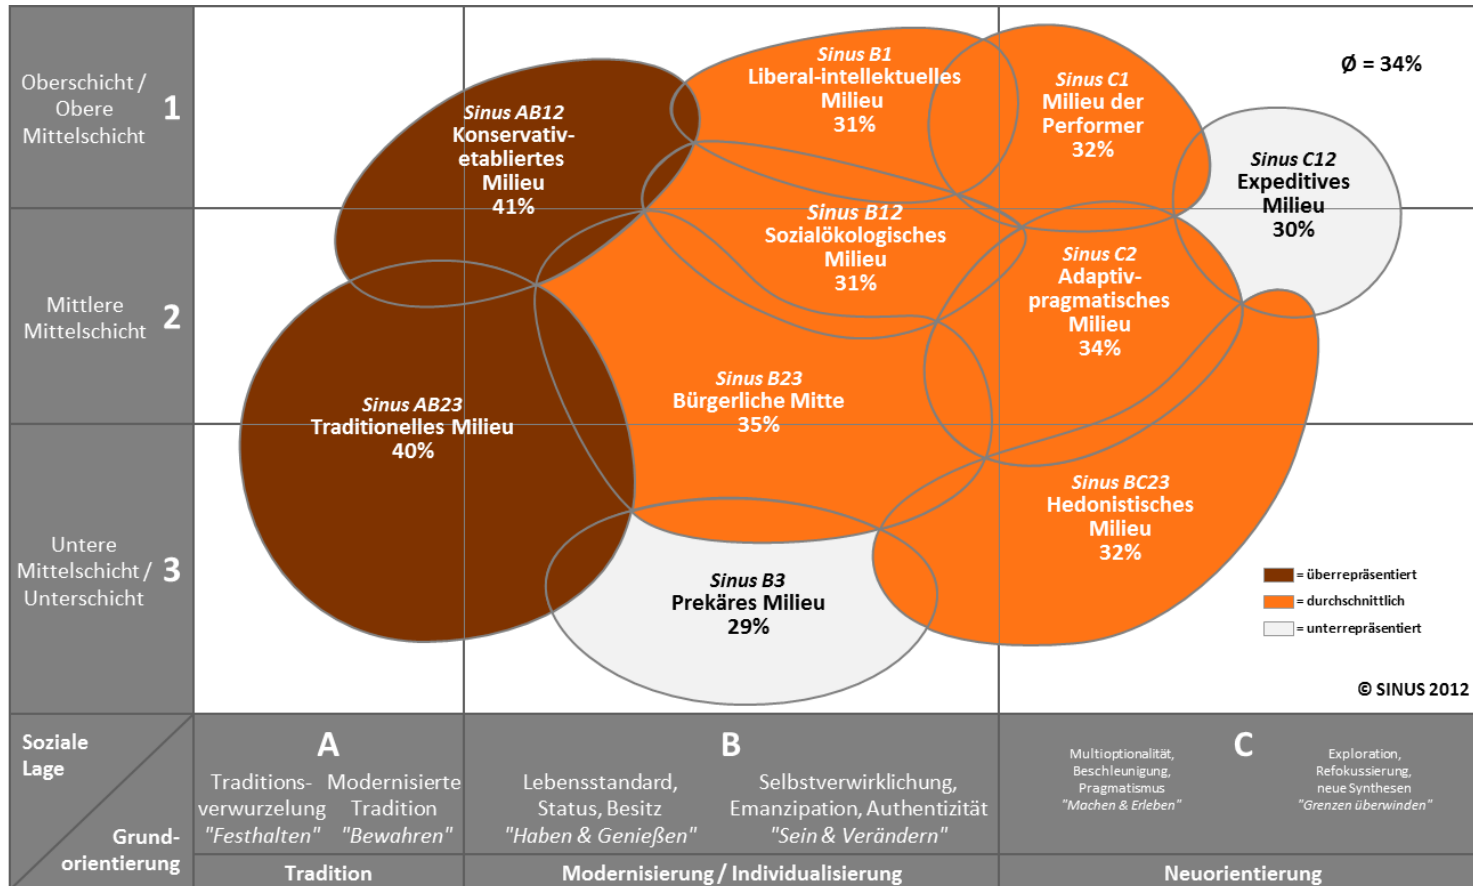 Oberschicht /
Obere
Mittelschicht
1
Mittlere
Mittelschicht
2
Untere
Mittelschicht /
Unterschicht
3
Sinus AB12
Konservativ-
etabliertes
Milieu
41%
Sinus B1
Liberal-intellektuelles
Milieu
31%
Sinus C1
Milieu der
Performer
32%
Ø = 34%
Sinus C12
Expeditives
Milieu
30%
Sinus B12
Sozialökologisches
Milieu
31%
Sinus C2
Adaptiv-
pragmatisches
Milieu
34%
Sinus AB23
Traditionelles Milieu
40%
Sinus B23
Bürgerliche Mitte
35%
Sinus BC23
Hedonistisches
Milieu
32%
Sinus B3
Prekäres Milieu
29%
= überrepräsentiert
= durchschnittlich
= unterrepräsentiert
© SINUS 2012
Soziale
Lage
Grund-
orientierung
A
Traditions-
verwurzelung
"Festhalten"
Modernisierte
Tradition
"Bewahren"
Tradition
B
Lebensstandard,
Status, Besitz
"Haben & Genießen"
Selbstverwirklichung,
Emanzipation, Authentizität
"Sein & Verändern"
Modernisierung / Individualisierung
C
Multioptionalität,
Beschleunigung,
Pragmatismus
"Machen & Erleben"
Exploration,
Refokussierung,
neue Synthesen
"Grenzen überwinden"
Neuorientierung